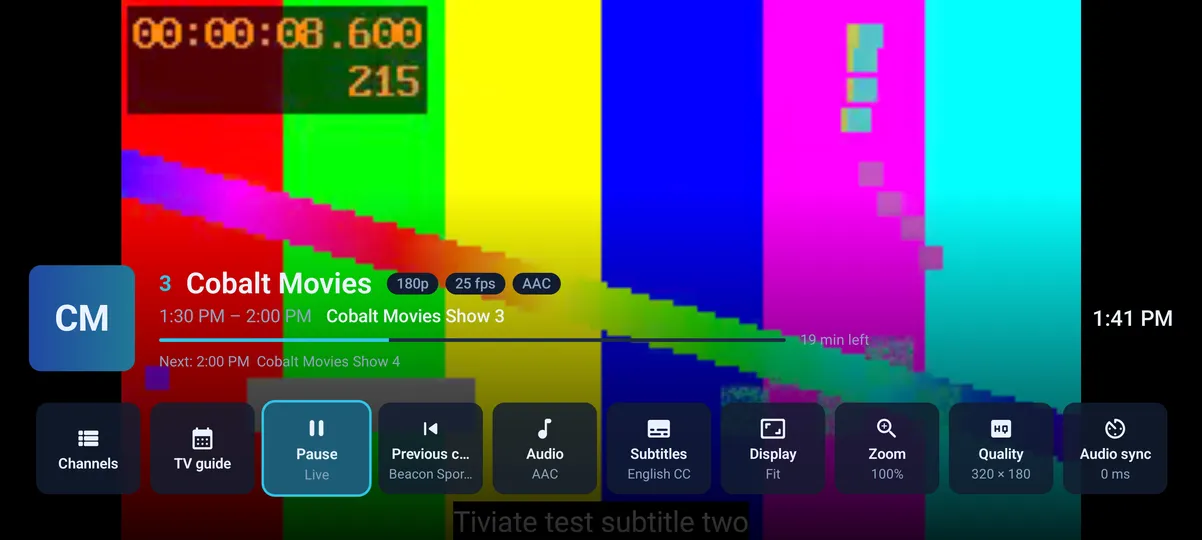 00:00:08.600
215
CM
3 Cobalt Movies 180p 25 fps AAC
1:30 PM – 2:00 PM Cobalt Movies Show 3
1:41 PM
19 min left
Next: 2:00 PM Cobalt Movies Show 4
Channels
TV guide
Pause
Live
Previous c...
Beacon Spor...
Audio
AAC
Subtitles
English CC
Display
Fit
Zoom
100%
HQ
Quality
320 × 180
Audio sync
0 ms
Tiviate test subtitle two